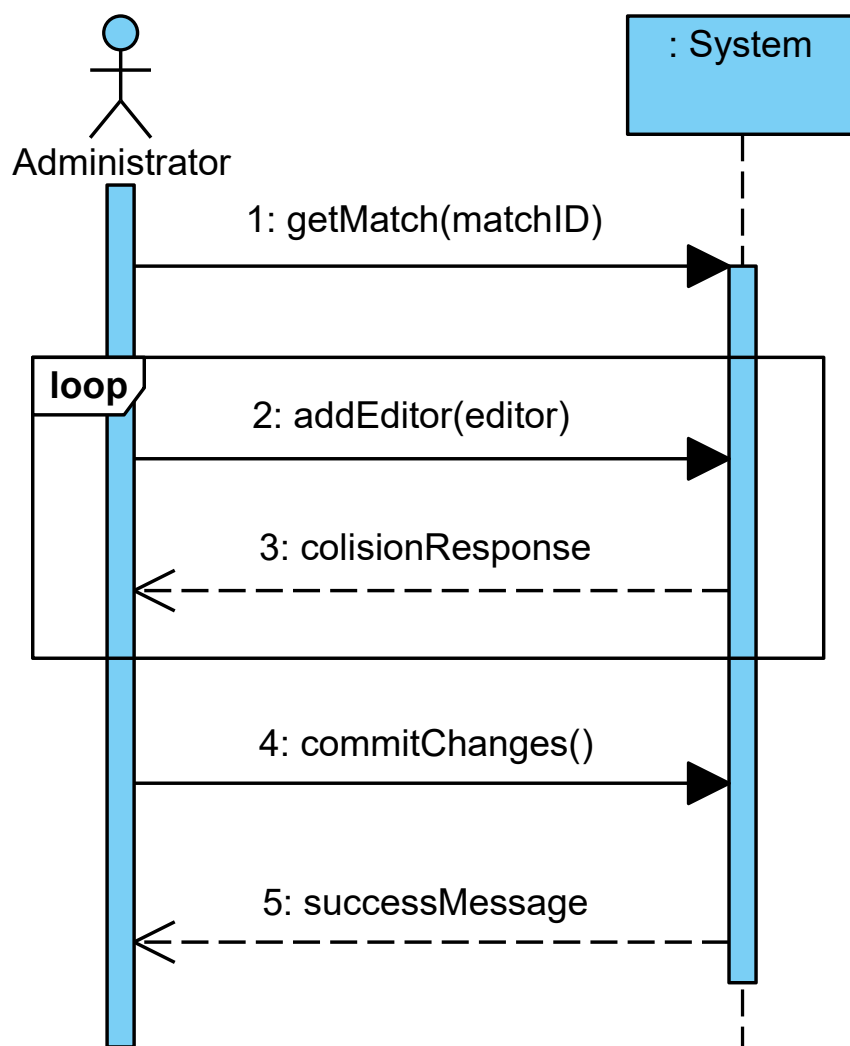 : System
Administrator
1: getMatch(matchID)
loop
2: addEditor(editor)
3: colisionResponse
4: commitChanges()
5: successMessage